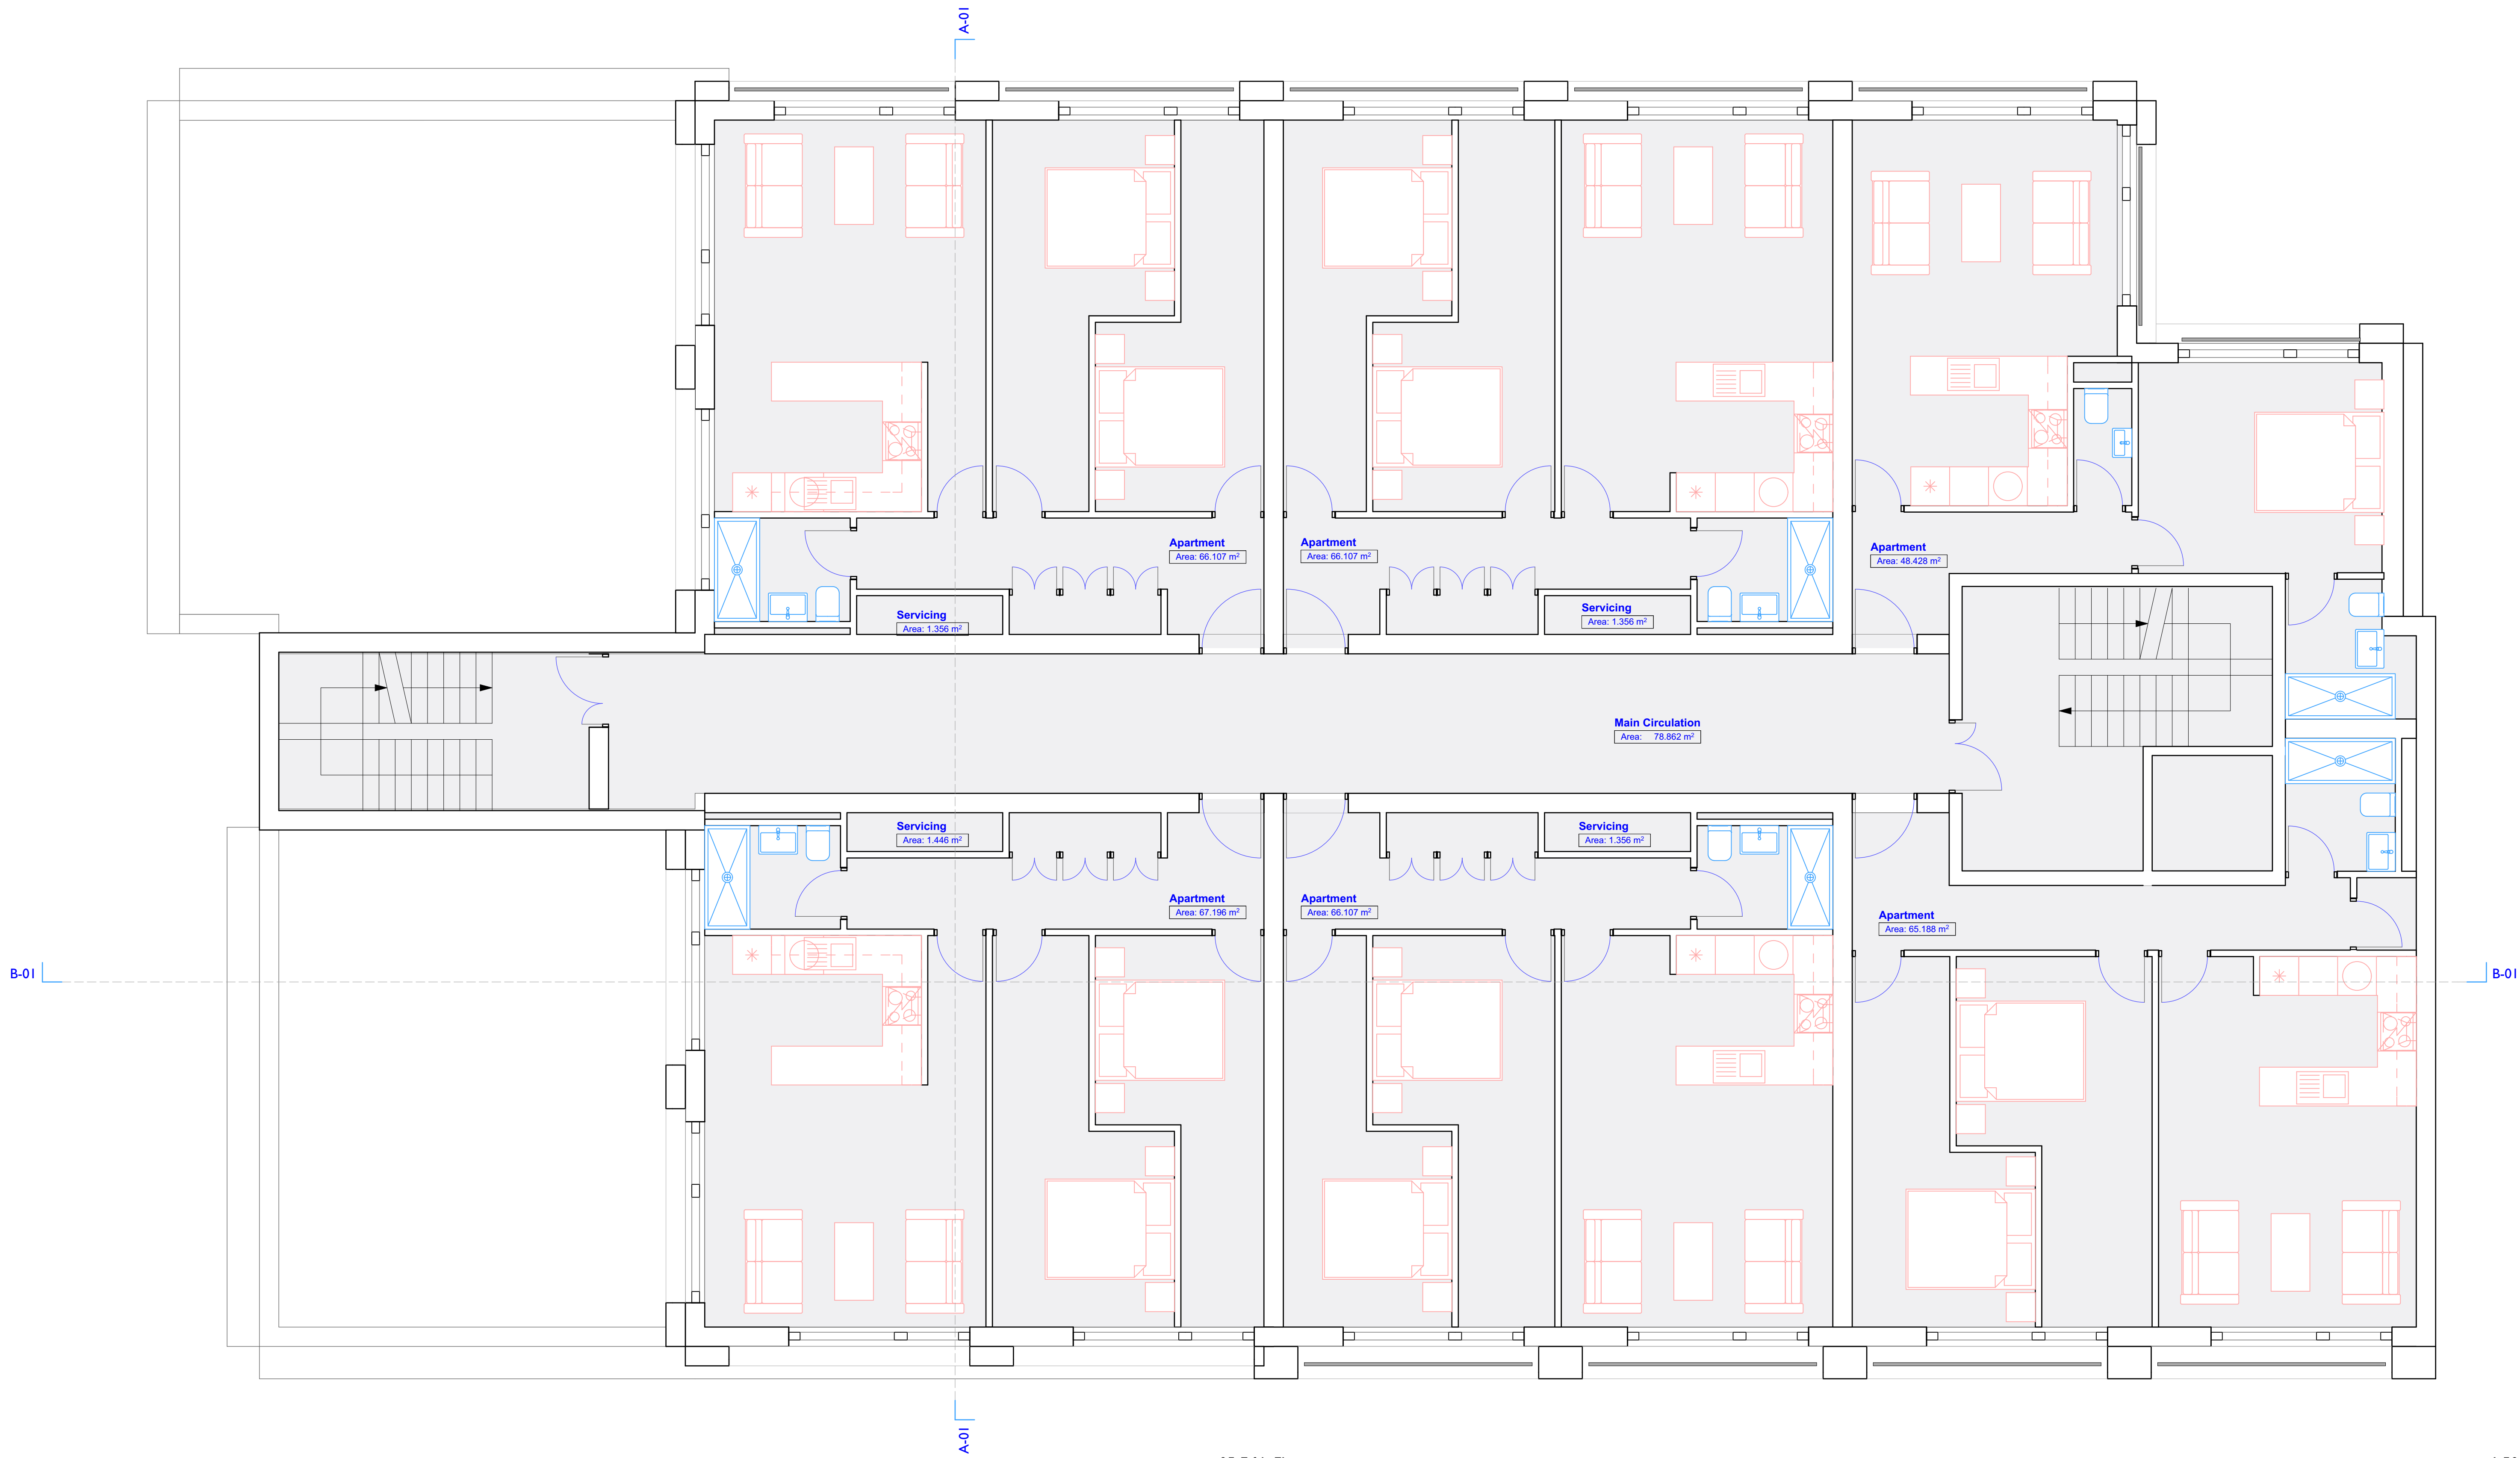 A-01
Apartment
Area: 66.107 m²
Apartment
Area: 66.107 m²
Apartment
Area: 48.428 m²
Servicing
Area: 1.356 m²
Servicing
Area: 1.356 m²
Main Circulation
Area: 78.862 m²
Servicing
Area: 1.446 m²
Servicing
Area: 1.356 m²
Apartment
Area: 67.196 m²
Apartment
Area: 66.107 m²
Apartment
Area: 65.188 m²
B-01
B-01
A-01